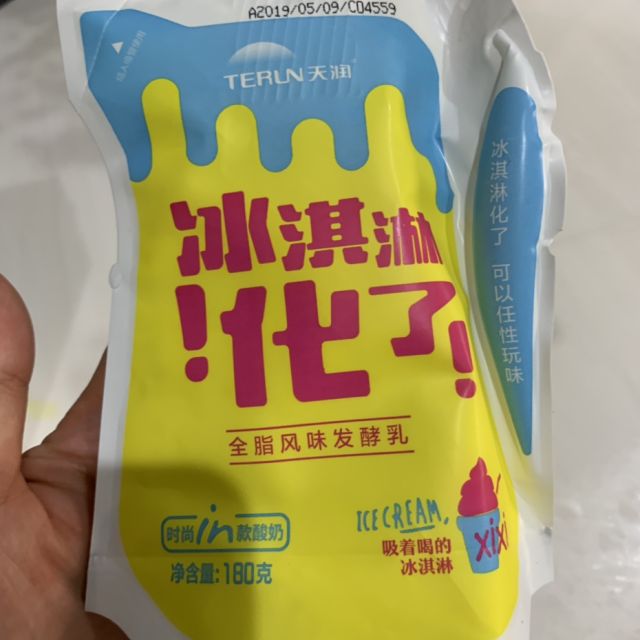 A2019/05/09/C04559
TERUN天润
冰淇淋
！化了！
全脂风味发酵乳
时尚in款酸奶
净含量:180克
ICE CREAM,
吸着喝的
冰淇淋
xixi
冰淇淋化了 可以任性玩味